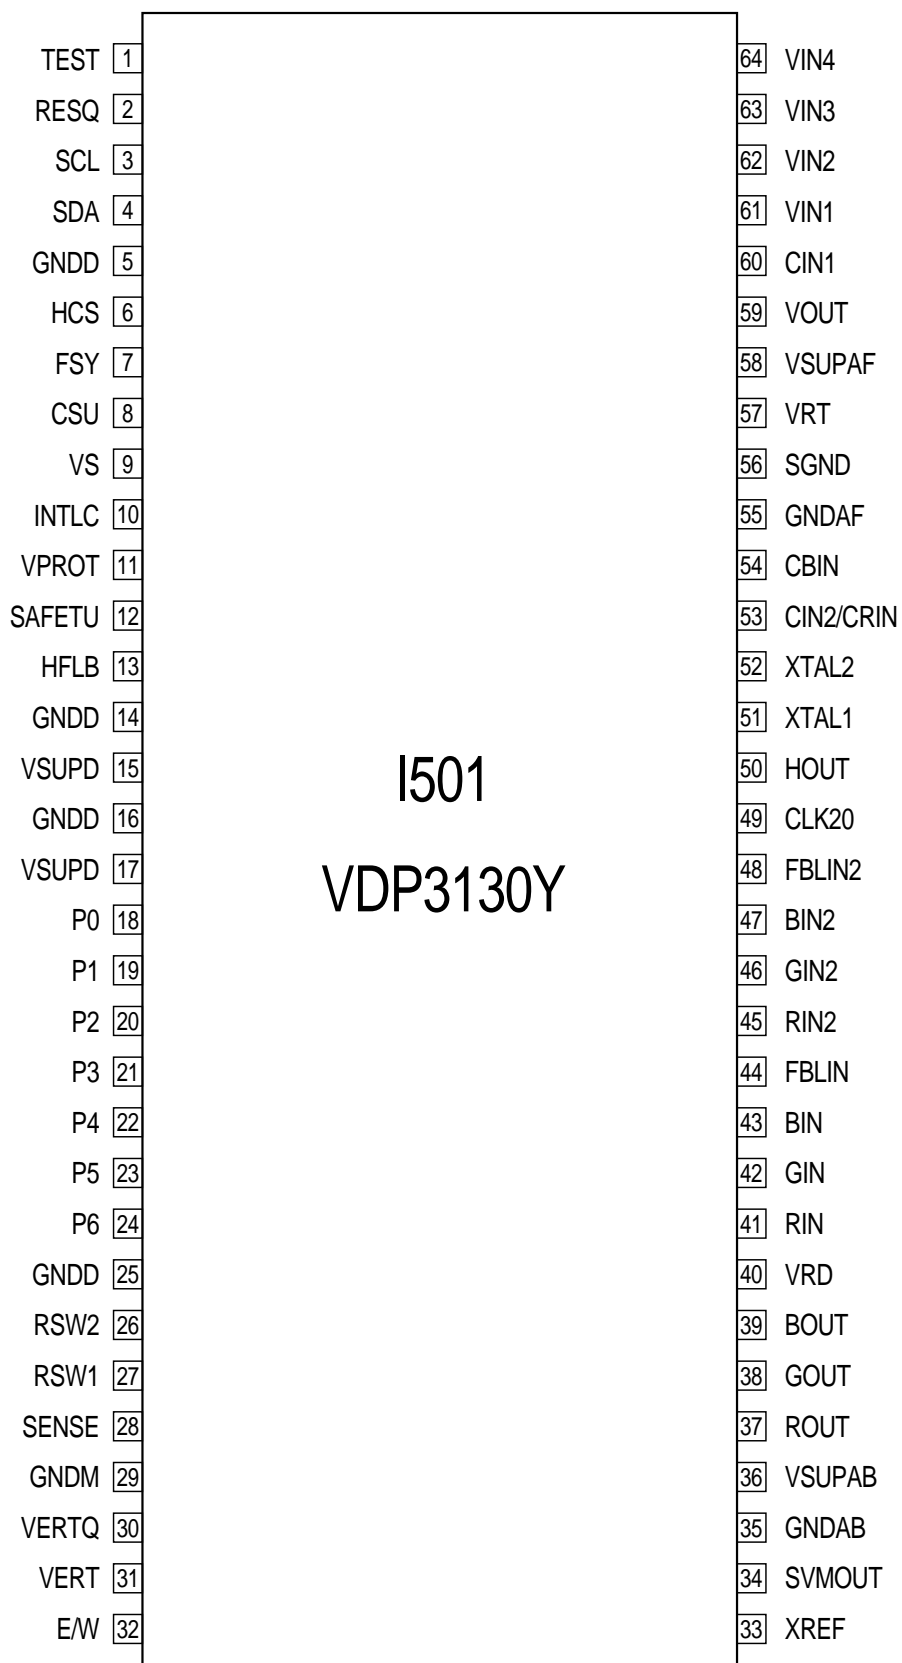 TEST 1 64 VIN4
RESQ 2 63 VIN3
SCL 3 62 VIN2
SDA 4 61 VIN1
GNDD 5 60 CIN1
HCS 6 59 VOUT
FSY 7 58 VSUPAF
CSU 8 57 VRT
VS 9 56 SGND
INTLC 10 55 GNDAF
VPROT 11 54 CBIN
SAFETU 12 53 CIN2/CRIN
HFLB 13 52 XTAL2
GNDD 14 51 XTAL1
VSUPD 15 50 HOUT
I501
GNDD 16 49 CLK20
VSUPD 17 48 FBLIN2
VDP3130Y
P0 18 47 BIN2
P1 19 46 GIN2
P2 20 45 RIN2
P3 21 44 FBLIN
P4 22 43 BIN
P5 23 42 GIN
P6 24 41 RIN
GNDD 25 40 VRD
RSW2 26 39 BOUT
RSW1 27 38 GOUT
SENSE 28 37 ROUT
GNDM 29 36 VSUPAB
VERTQ 30 35 GNDAB
VERT 31 34 SVMOUT
E/W 32 33 XREF